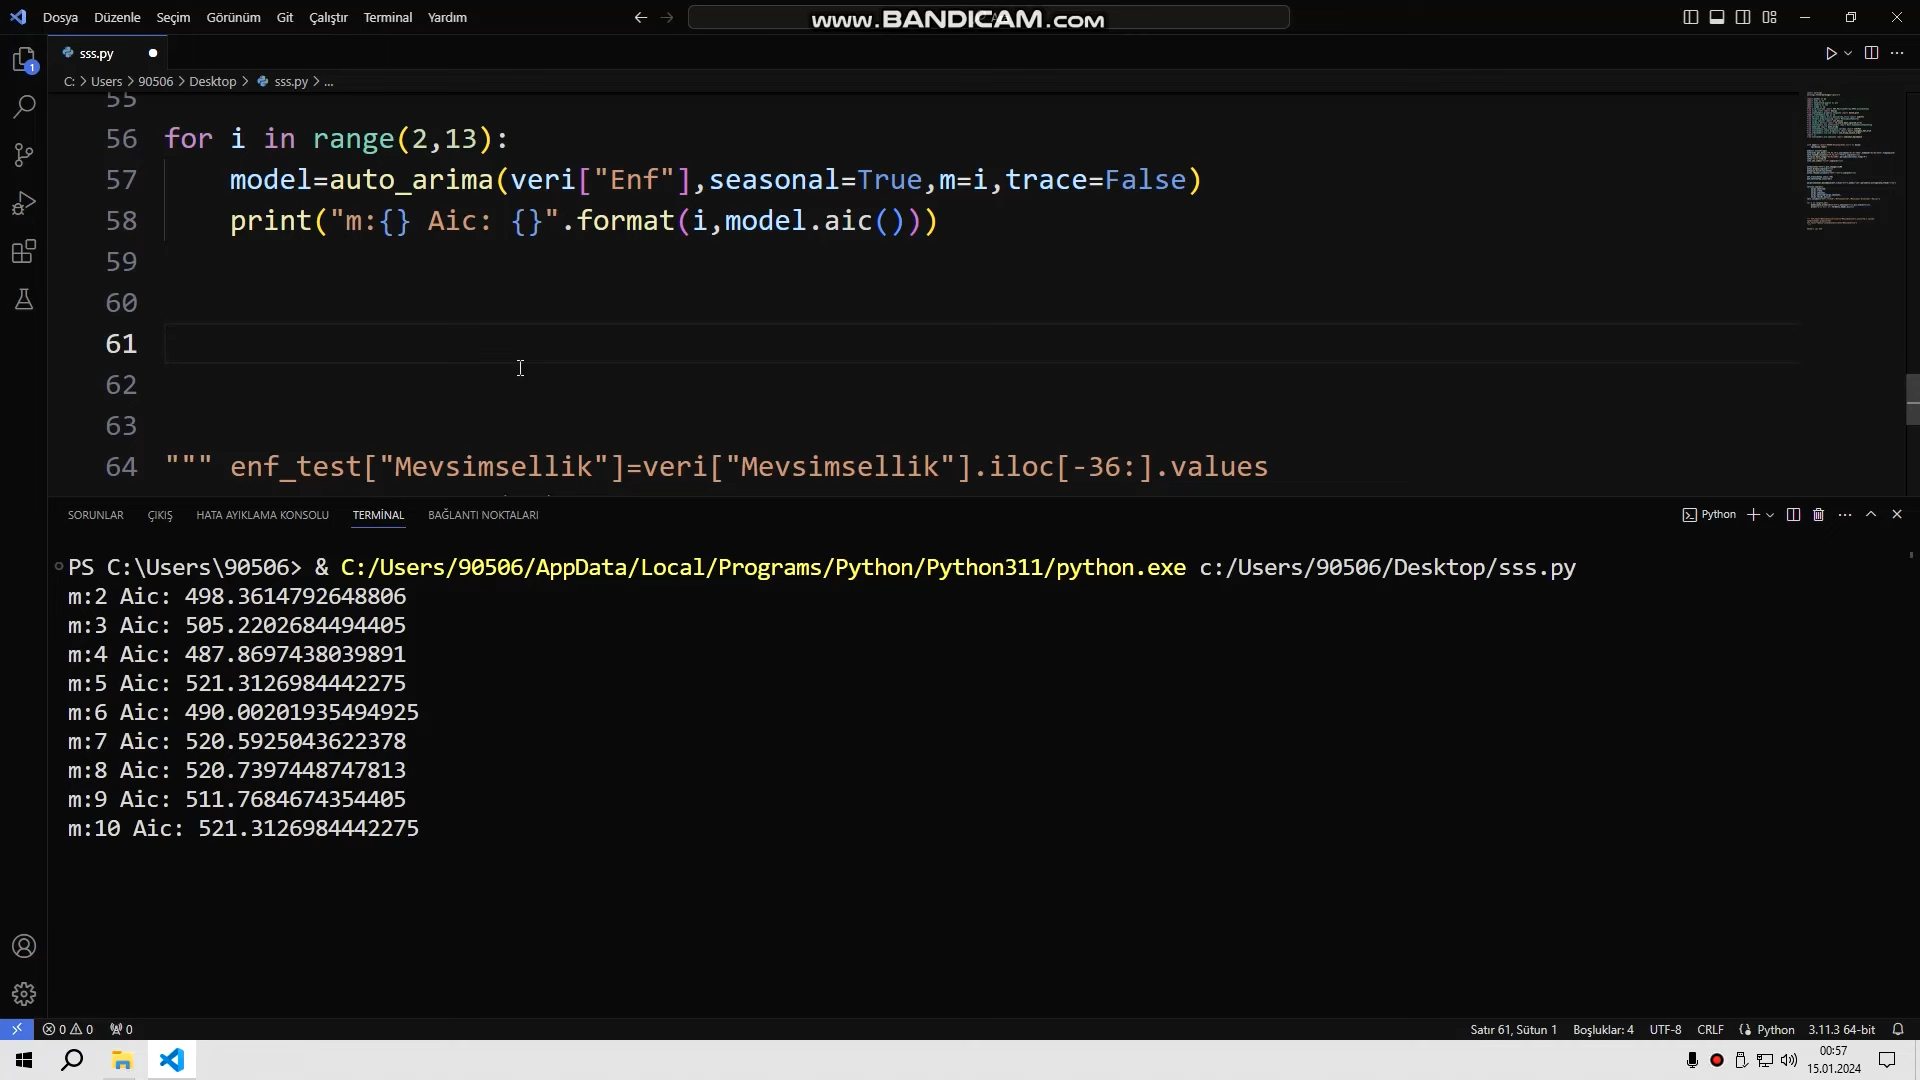 Dosya Düzenle Seçim Görünüm Git Çalıştır Terminal Yardım
www.BANDICAM.com
sss.py
C: > Users > 90506 > Desktop > sss.py > ...
55
56 for i in range(2,13):
57 model=auto_arima(veri["Enf"],seasonal=True,m=i,trace=False)
58 print("m:{} Aic: {}".format(i,model.aic()))
59
60
61
62
63
64 """ enf_test["Mevsimsellik"]=veri["Mevsimsellik"].iloc[-36:].values
SORUNLAR ÇIKIŞ HATA AYIKLAMA KONSOLU TERMİNAL BAĞLANTI NOKTALARI
Python
PS C:\Users\90506> & C:/Users/90506/AppData/Local/Programs/Python/Python311/python.exe c:/Users/90506/Desktop/sss.py
m:2 Aic: 498.3614792648806
m:3 Aic: 505.2202684494405
m:4 Aic: 487.8697438039891
m:5 Aic: 521.3126984442275
m:6 Aic: 490.00201935494925
m:7 Aic: 520.5925043622378
m:8 Aic: 520.7397448747813
m:9 Aic: 511.7684674354405
m:10 Aic: 521.3126984442275
0 0 0
Satır 61, Sütun 1 Boşluklar: 4 UTF-8 CRLF Python 3.11.3 64-bit
00:57
15.01.2024